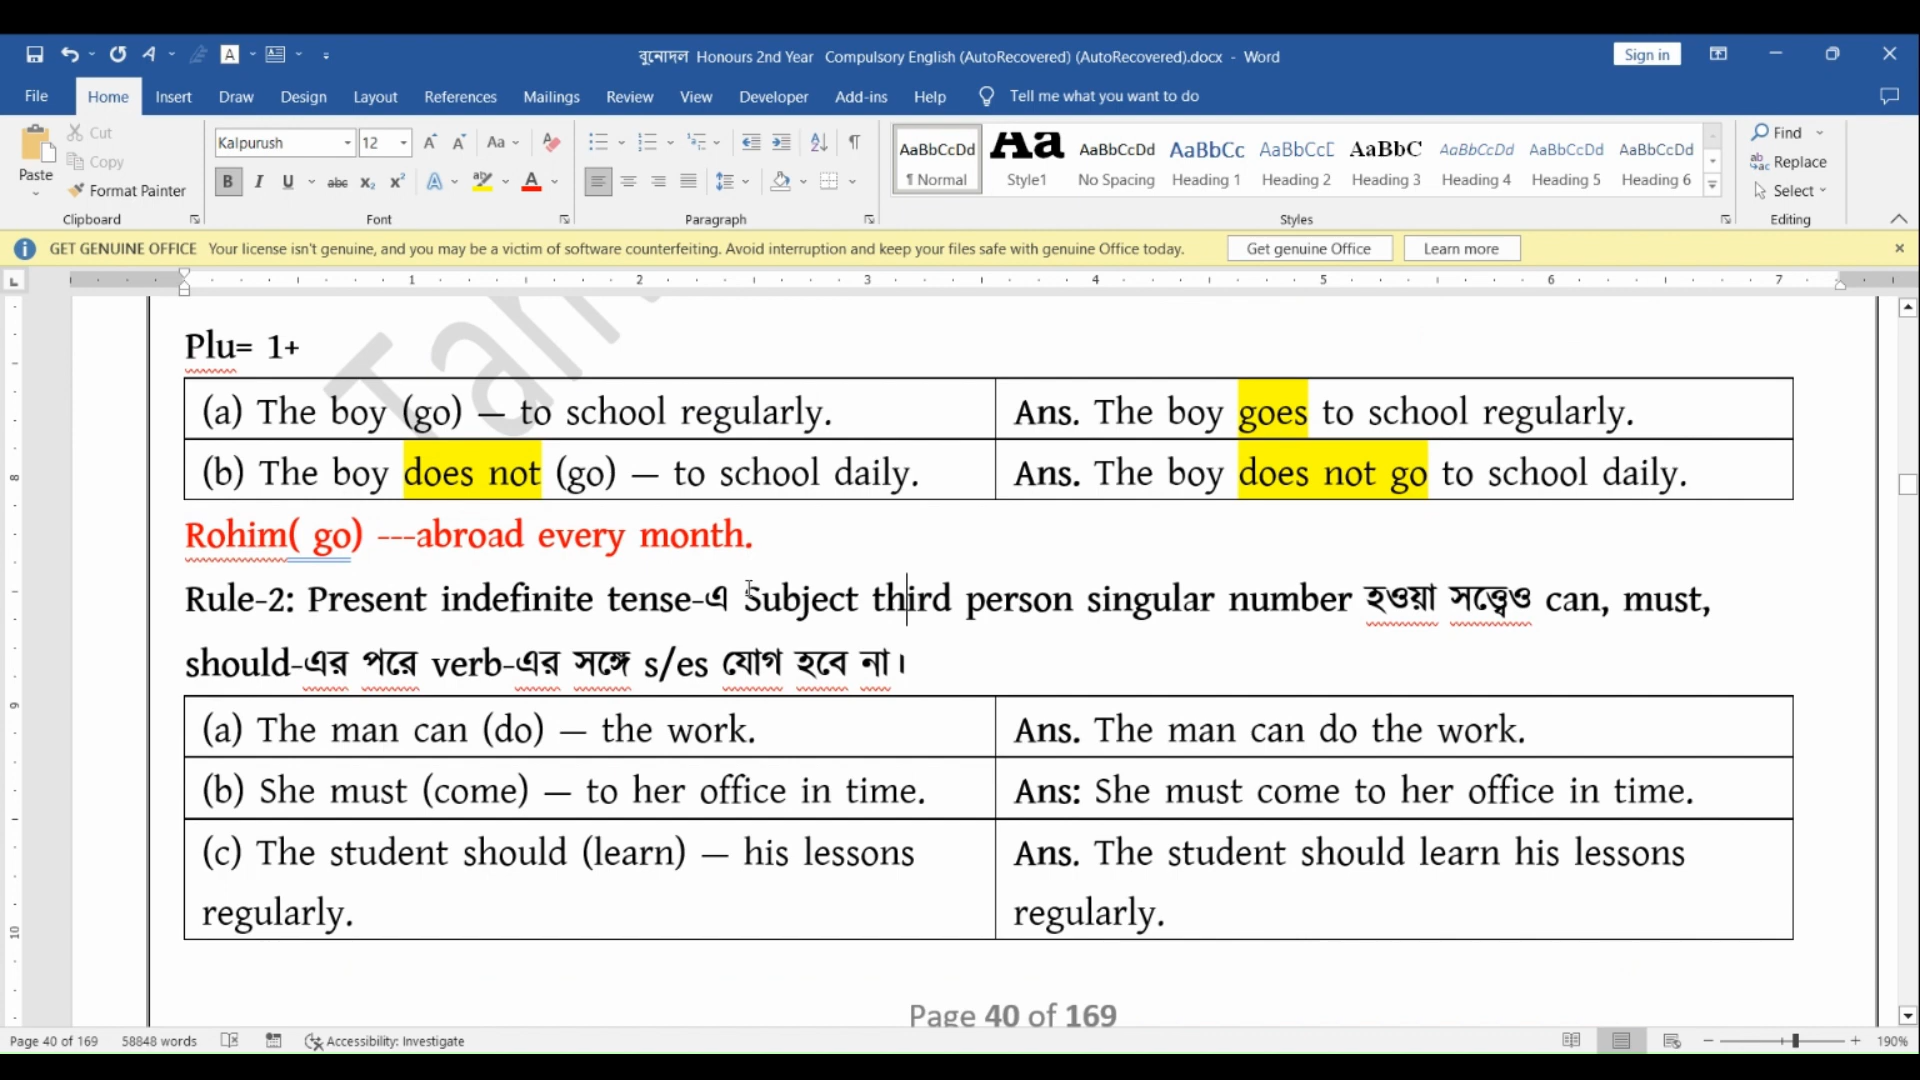 বুনোদল Honours 2nd Year Compulsory English (AutoRecovered) (AutoRecovered).docx - Word
Sign in
File Home Insert Draw Design Layout References Mailings Review View Developer Add-ins Help Tell me what you want to do
Paste
Cut
Copy
Format Painter
Clipboard
Kalpurush 12
Font
Paragraph
AaBbCcDd
¶ Normal
Aa
Style1
AaBbCcDd
No Spacing
AaBbCc
Heading 1
AaBbCcC
Heading 2
AaBbC
Heading 3
AaBbCcDd
Heading 4
AaBbCcDd
Heading 5
AaBbCcDd
Heading 6
Styles
Find
Replace
Select
Editing
GET GENUINE OFFICE Your license isn't genuine, and you may be a victim of software counterfeiting. Avoid interruption and keep your files safe with genuine Office today. Get genuine Office Learn more
1 2 3 4 5 6 7
Plu= 1+
(a) The boy (go) — to school regularly. Ans. The boy goes to school regularly.
(b) The boy does not (go) — to school daily. Ans. The boy does not go to school daily.
Rohim( go) ---abroad every month.
Rule-2: Present indefinite tense-এ Subject third person singular number হওয়া সত্ত্বেও can, must,
should-এর পরে verb-এর সঙ্গে s/es যোগ হবে না।
(a) The man can (do) — the work. Ans. The man can do the work.
(b) She must (come) — to her office in time. Ans: She must come to her office in time.
(c) The student should (learn) — his lessons Ans. The student should learn his lessons
regularly. regularly.
Page 40 of 169
8
9
10
Page 40 of 169 58848 words Accessibility: Investigate 190%